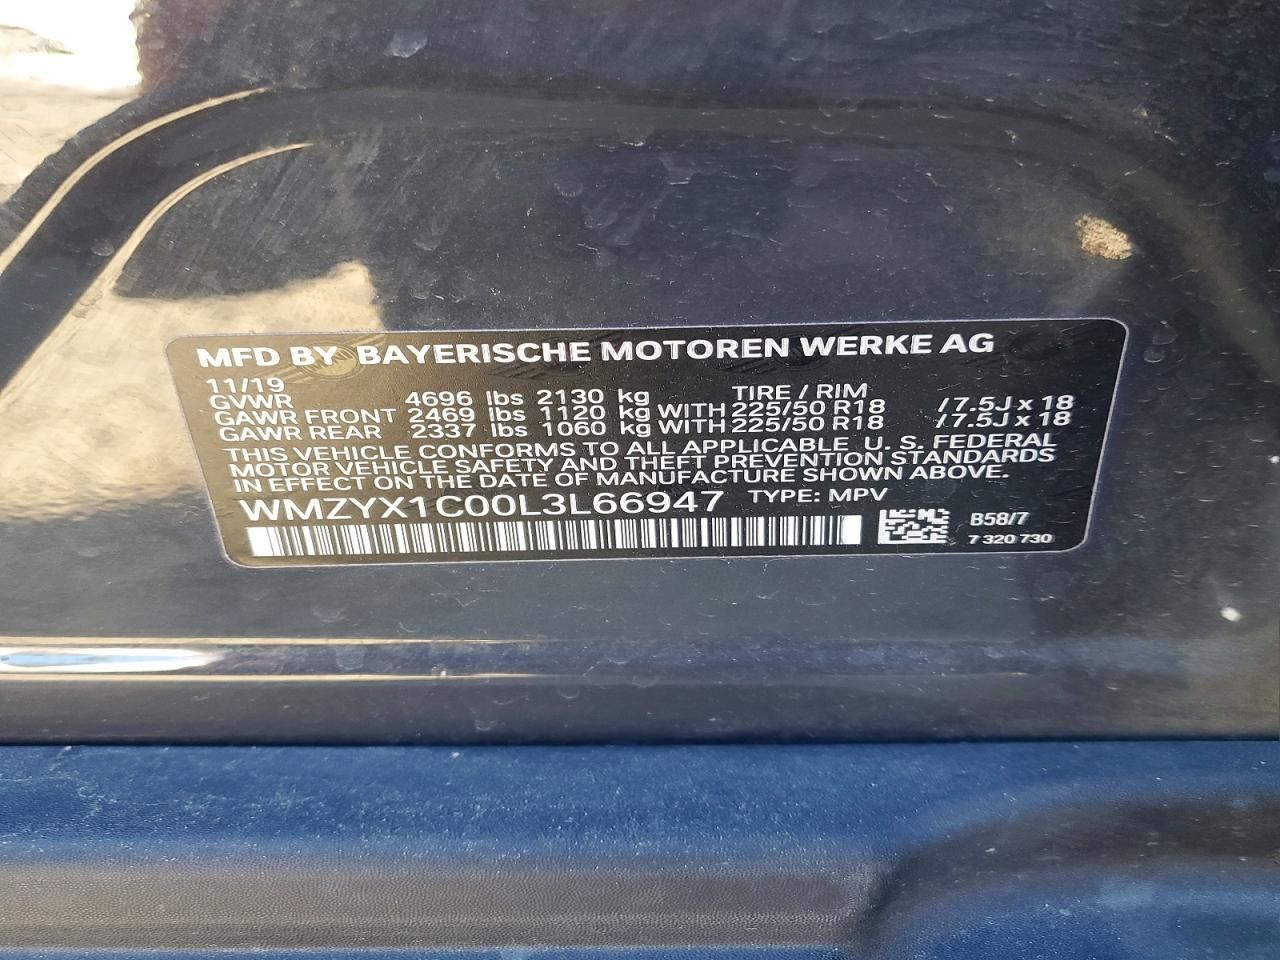 MFD BY BAYERISCHE MOTOREN WERKE AG
11/19 TIRE / RIM
GVWR 4696 lbs 2130 kg
GAWR FRONT 2469 lbs 1120 kg WITH 225/50 R18 / 7.5J x 18
GAWR REAR 2337 lbs 1060 kg WITH 225/50 R18 / 7.5J x 18
THIS VEHICLE CONFORMS TO ALL APPLICABLE U. S. FEDERAL
MOTOR VEHICLE SAFETY AND THEFT PREVENTION STANDARDS
IN EFFECT ON THE DATE OF MANUFACTURE SHOWN ABOVE.
WMZYX1C00L3L66947 TYPE: MPV
B58/7
7 320 730